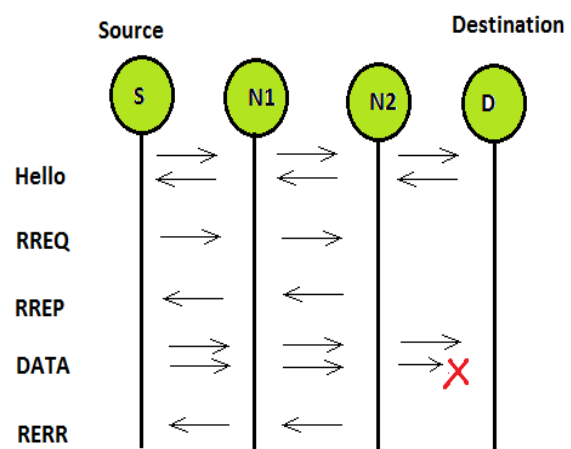 Source
Destination
S
N1
N2
D
Hello
RREQ
RREP
DATA
RERR